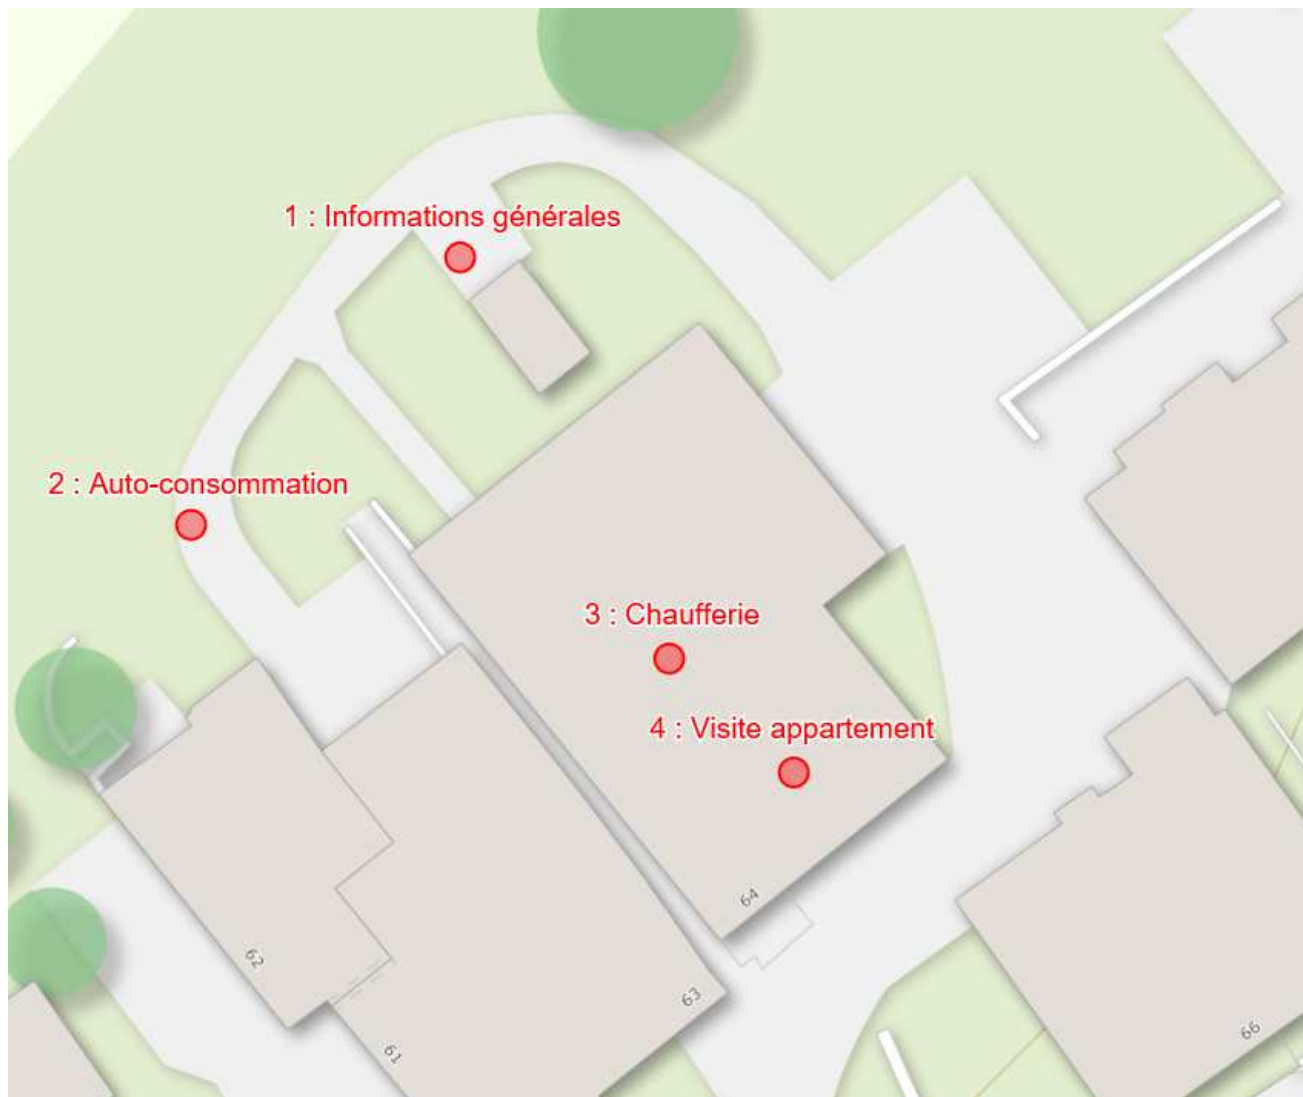 1 : Informations générales
2 : Auto-consommation
3 : Chaufferie
4 : Visite appartement
64
62
63
61
66